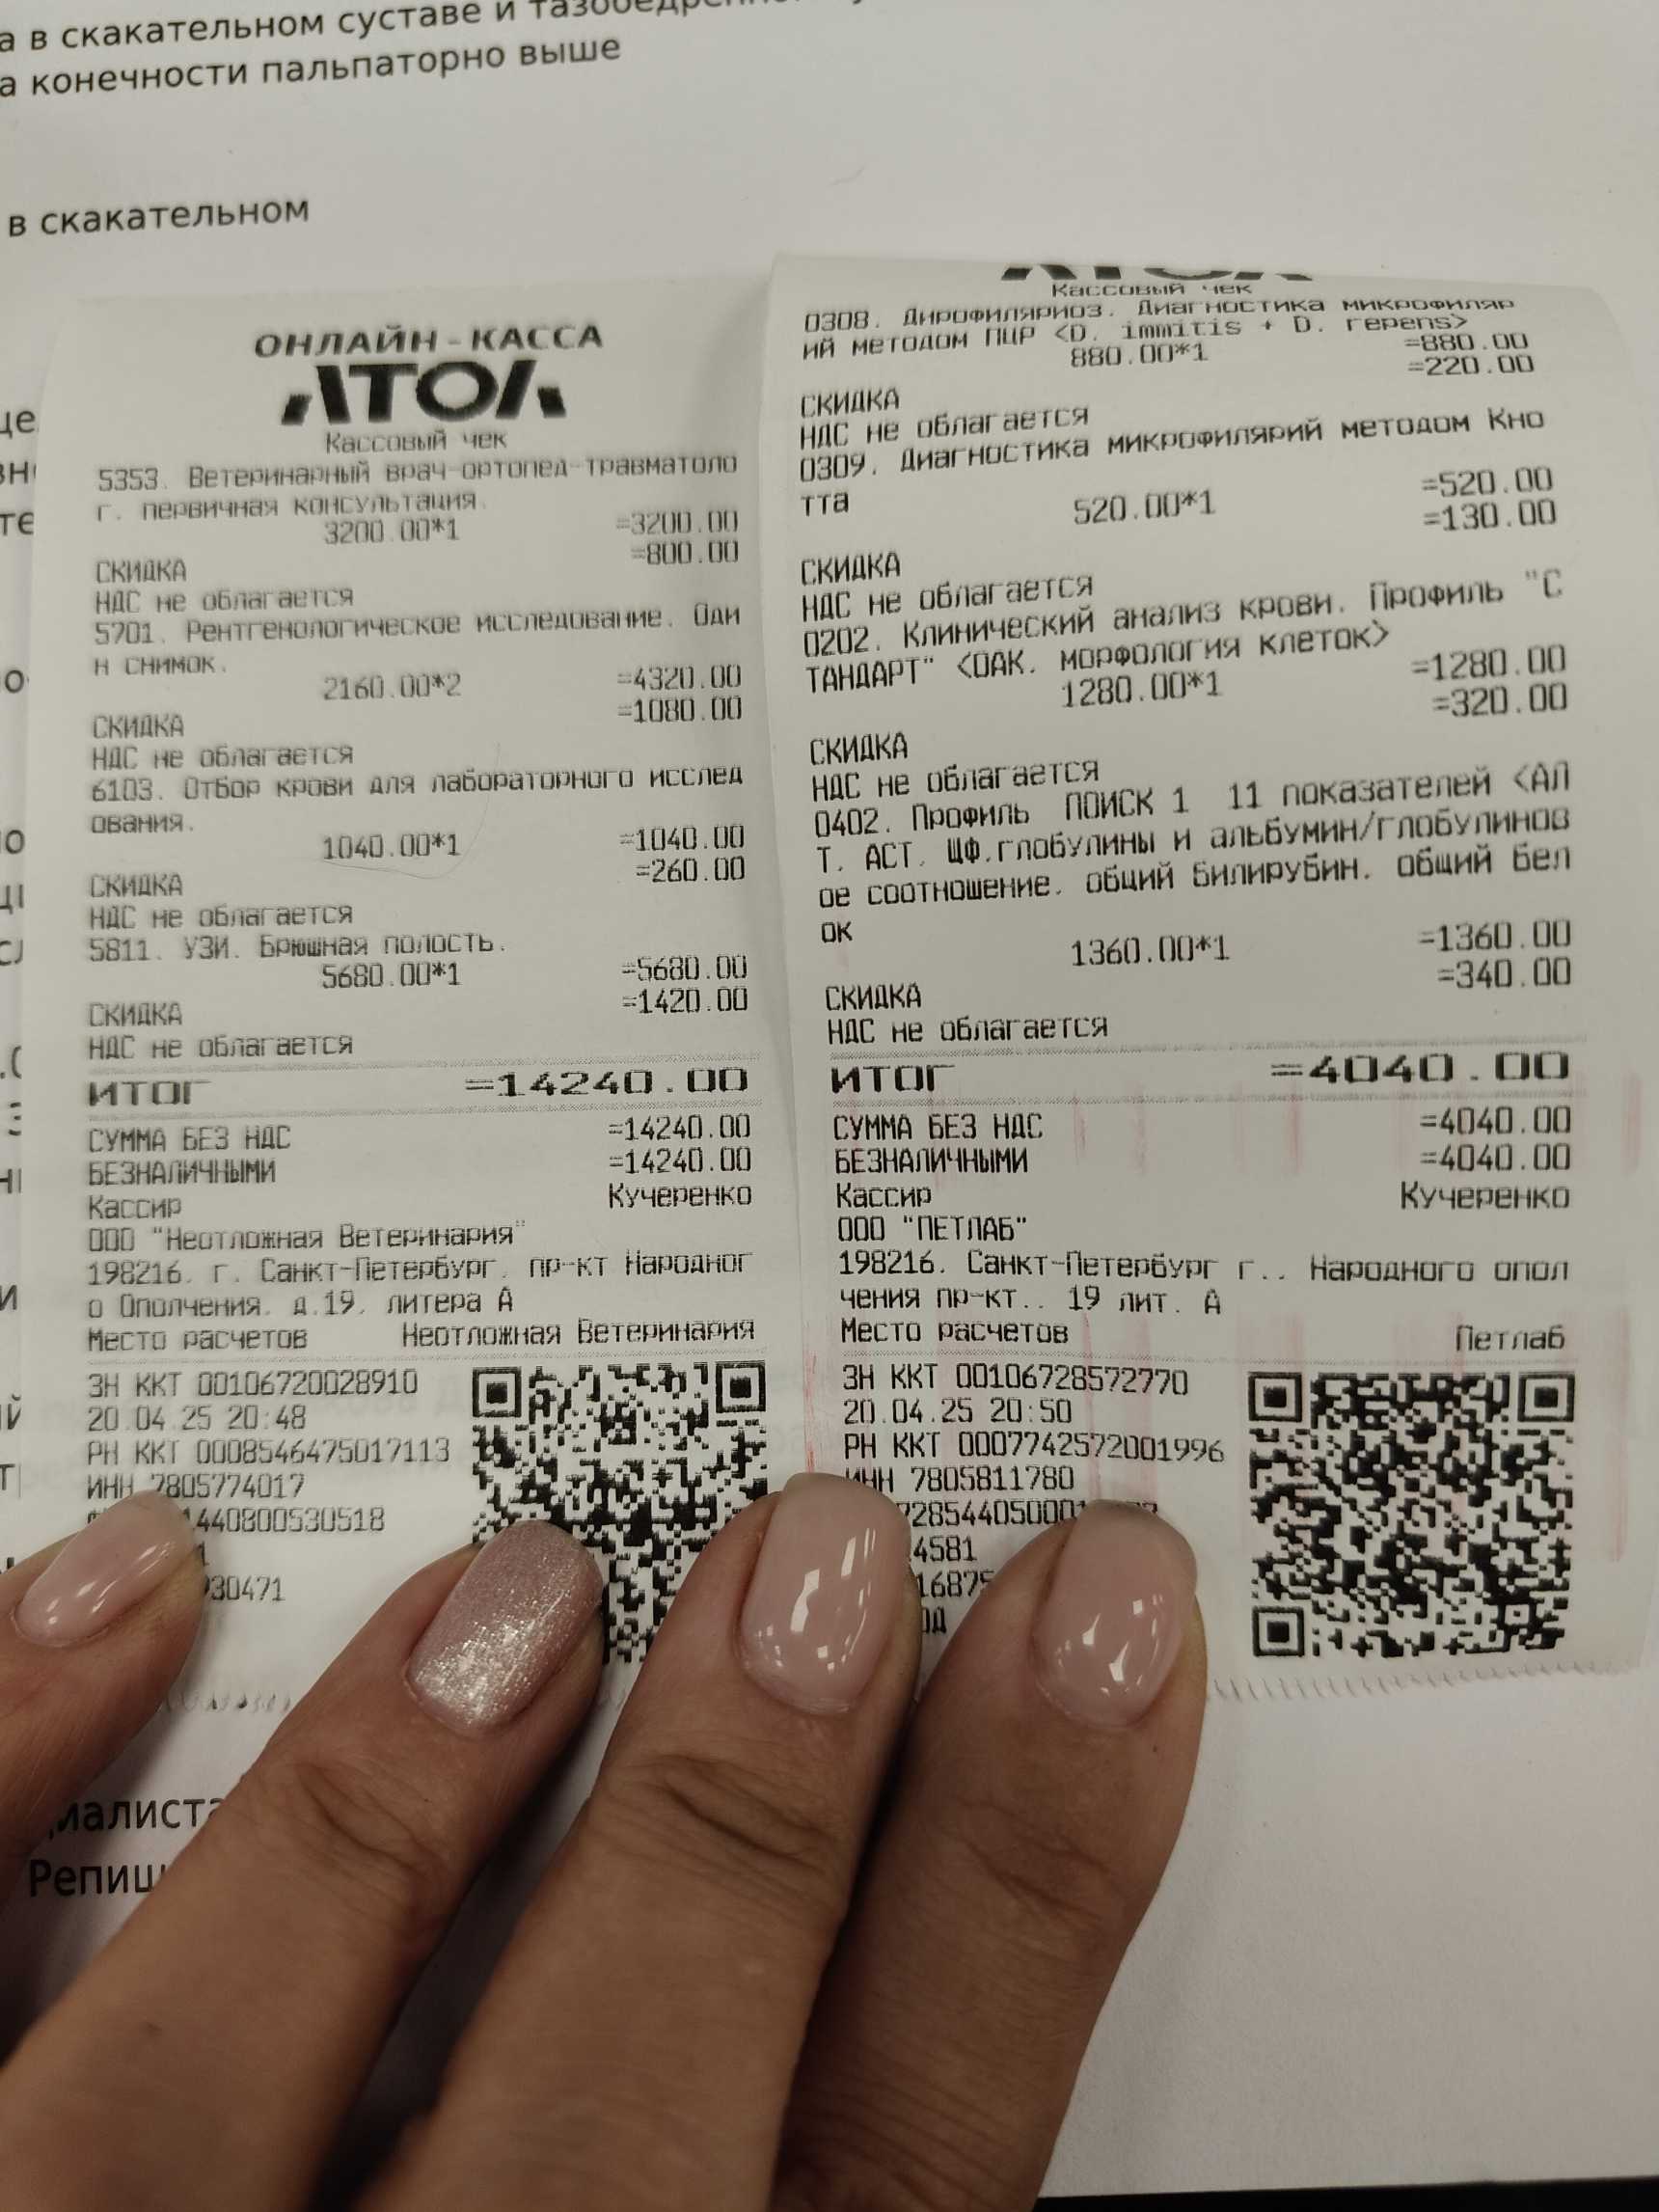 а в скакательном суставе и
а конечности пальпаторно выше
в скакательном
ОНЛАЙН-КАССА
АТОЛ
Кассовый чек
5353. Ветеринарный врач-ортопед-травматоло
г. первичная консультация.
3200.00*1 =3200.00
=800.00
СКИДКА
НДС не облагается
5701. Рентгенологическое исследование. Оди
н снимок.
2160.00*2 =4320.00
=1080.00
СКИДКА
НДС не облагается
6103. Отбор крови для лабораторного исслед
ования.
1040.00*1 =1040.00
=260.00
СКИДКА
НДС не облагается
5811. УЗИ. Брюшная полость.
5680.00*1 =5680.00
=1420.00
СКИДКА
НДС не облагается
ИТОГ =14240.00
СУММА БЕЗ НДС =14240.00
БЕЗНАЛИЧНЫМИ =14240.00
Кассир Кучеренко
ООО "Неотложная Ветеринария"
198216. г. Санкт-Петербург. пр-кт Народног
о Ополчения. д.19. литера А
Место расчетов Неотложная Ветеринария
ЗН ККТ 00106720028910
20.04.25 20:48
РН ККТ 0008546475017113
ИНН 7805774017
1440800530518
30471
АТОЛ
Кассовый чек
0308. Дирофиляриоз. Диагностика микрофиляр
ий методом ПЦР <D. immitis + D. repens>
880.00*1 =880.00
=220.00
СКИДКА
НДС не облагается
0309. Диагностика микрофилярий методом Кно
тта
520.00*1 =520.00
=130.00
СКИДКА
НДС не облагается
0202. Клинический анализ крови. Профиль "С
ТАНДАРТ" <ОАК. морфология клеток>
1280.00*1 =1280.00
=320.00
СКИДКА
НДС не облагается
0402. Профиль ПОИСК 1 11 показателей <АЛ
Т. АСТ. ЩФ.глобулины и альбумин/глобулинов
ое соотношение. общий билирубин. общий бел
ок
1360.00*1 =1360.00
=340.00
СКИДКА
НДС не облагается
ИТОГ =4040.00
СУММА БЕЗ НДС =4040.00
БЕЗНАЛИЧНЫМИ =4040.00
Кассир Кучеренко
ООО "ПЕТЛАБ"
198216. Санкт-Петербург г.. Народного опол
чения пр-кт.. 19 лит. А
Место расчетов Петлаб
ЗН ККТ 00106728572770
20.04.25 20:50
РН ККТ 0007742572001996
ИНН 7805811780
4581
16875